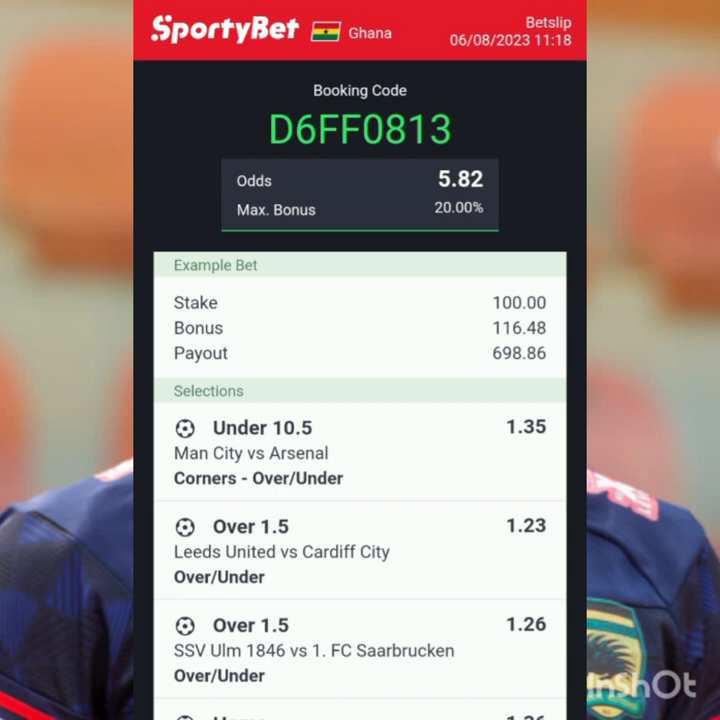 SportyBet Ghana
Betslip
06/08/2023 11:18
Booking Code
D6FF0813
Odds 5.82
Max. Bonus 20.00%
Example Bet
Stake 100.00
Bonus 116.48
Payout 698.86
Selections
Under 10.5 1.35
Man City vs Arsenal
Corners - Over/Under
Over 1.5 1.23
Leeds United vs Cardiff City
Over/Under
Over 1.5 1.26
SSV Ulm 1846 vs 1. FC Saarbrucken
Over/Under
InShOt